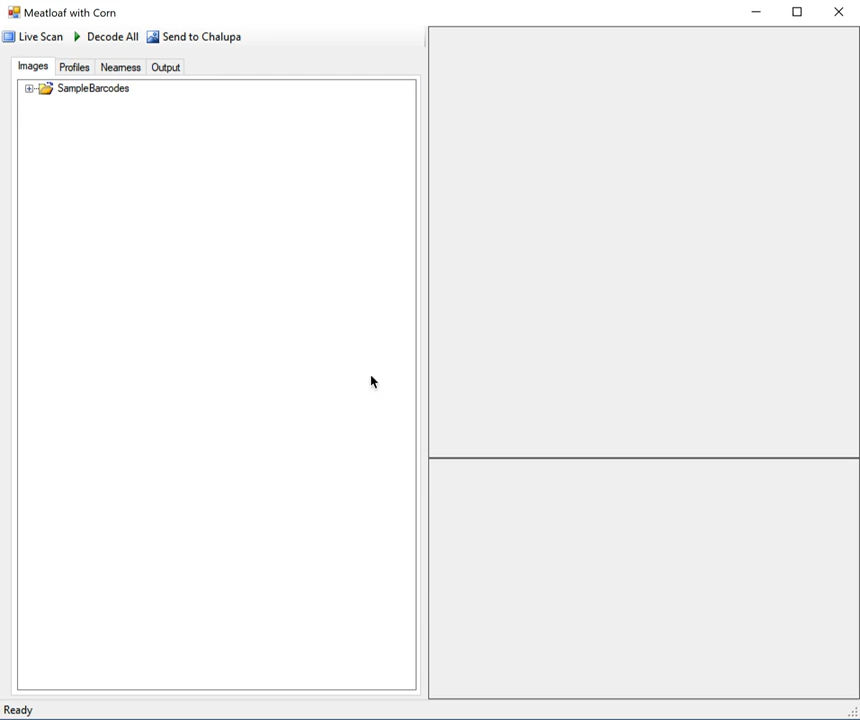 Meatloaf with Corn
Live Scan Decode All Send to Chalupa
Images Profiles Nearness Output
SampleBarcodes
Ready